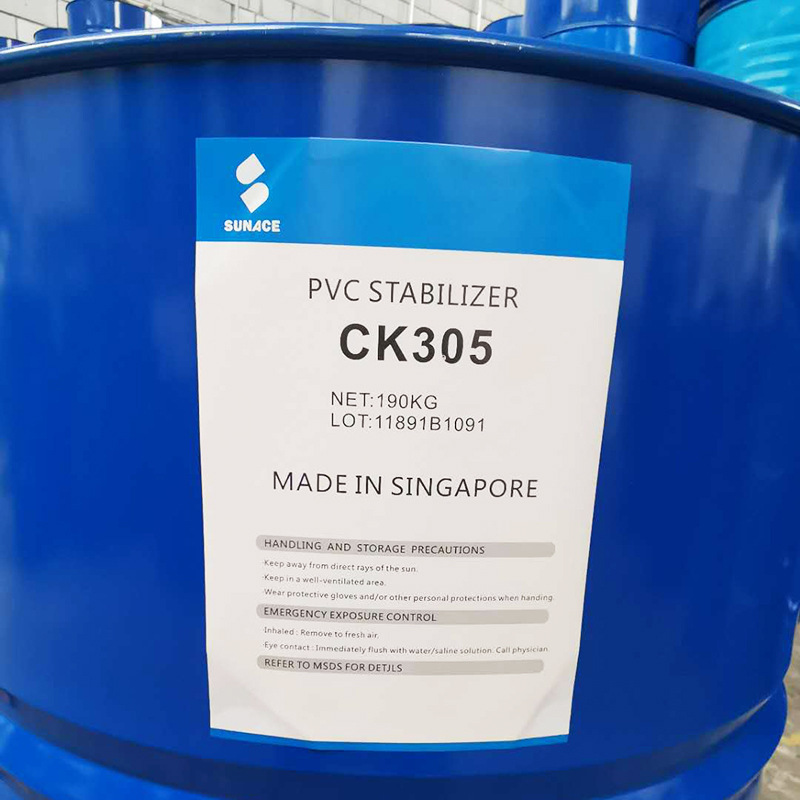 SUNACE
PVC STABILIZER
CK305
NET:190KG
LOT:11891B1091
MADE IN SINGAPORE
HANDLING AND STORAGE PRECAUTIONS
·Keep away from direct rays of the sun.
·Keep in a well-ventilated area.
·Wear protective gloves and/or other personal protections when handing.
EMERGENCY EXPOSURE CONTROL
·Inhaled : Remove to fresh air.
·Eye contact : Immediately flush with water/saline solution. Call physician.
REFER TO MSDS FOR DETJLS